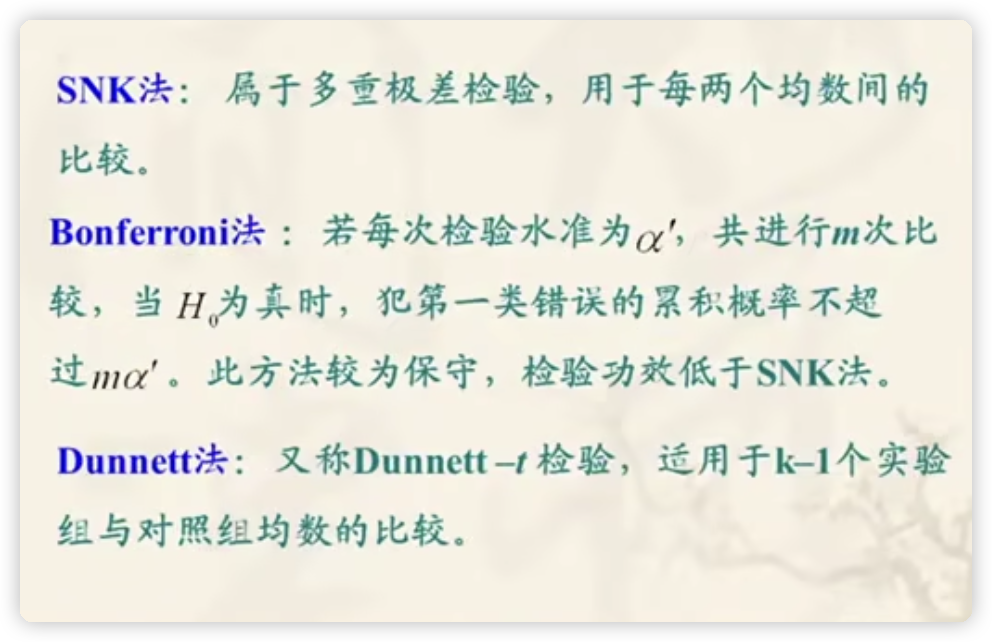 SNK法： 属于多重极差检验，用于每两个均数间的
比较。
Bonferroni法 ： 若每次检验水准为α′，共进行m次比
较，当 H₀为真时，犯第一类错误的累积概率不超
过mα′ 。此方法较为保守，检验功效低于SNK法。
Dunnett法： 又称Dunnett –t 检验，适用于k–1个实验
组与对照组均数的比较。